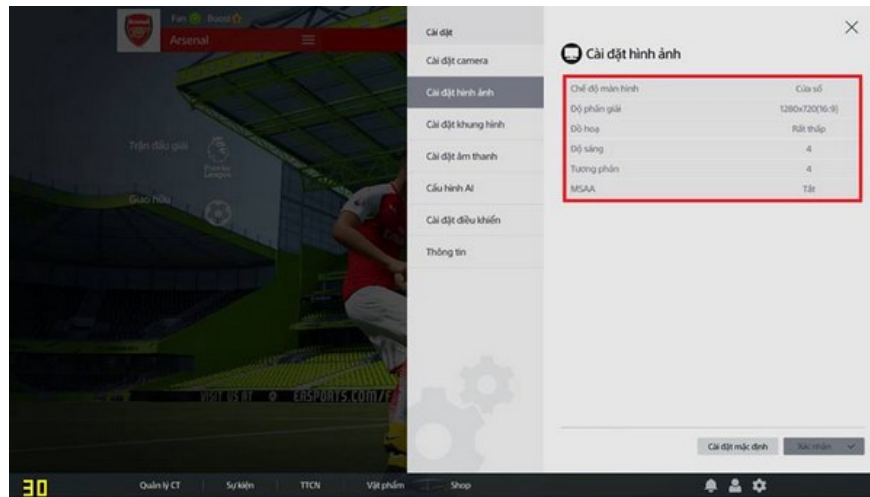 Arsenal
Fan Boost
Arsenal
Trận đấu giải
Premier League
Giao hữu
VISIT US AT EASPORTS.COM/F
Cài đặt
Cài đặt camera
Cài đặt hình ảnh
Cài đặt khung hình
Cài đặt âm thanh
Cấu hình AI
Cài đặt điều khiển
Thông tin
Cài đặt hình ảnh
Chế độ màn hình Cửa sổ
Độ phân giải 1280x720(16:9)
Đồ hoạ Rất thấp
Độ sáng 4
Tương phản 4
MSAA Tắt
Cài đặt mặc định Xác nhận
30 Quản lý CT Sự kiện TTCN Vật phẩm Shop